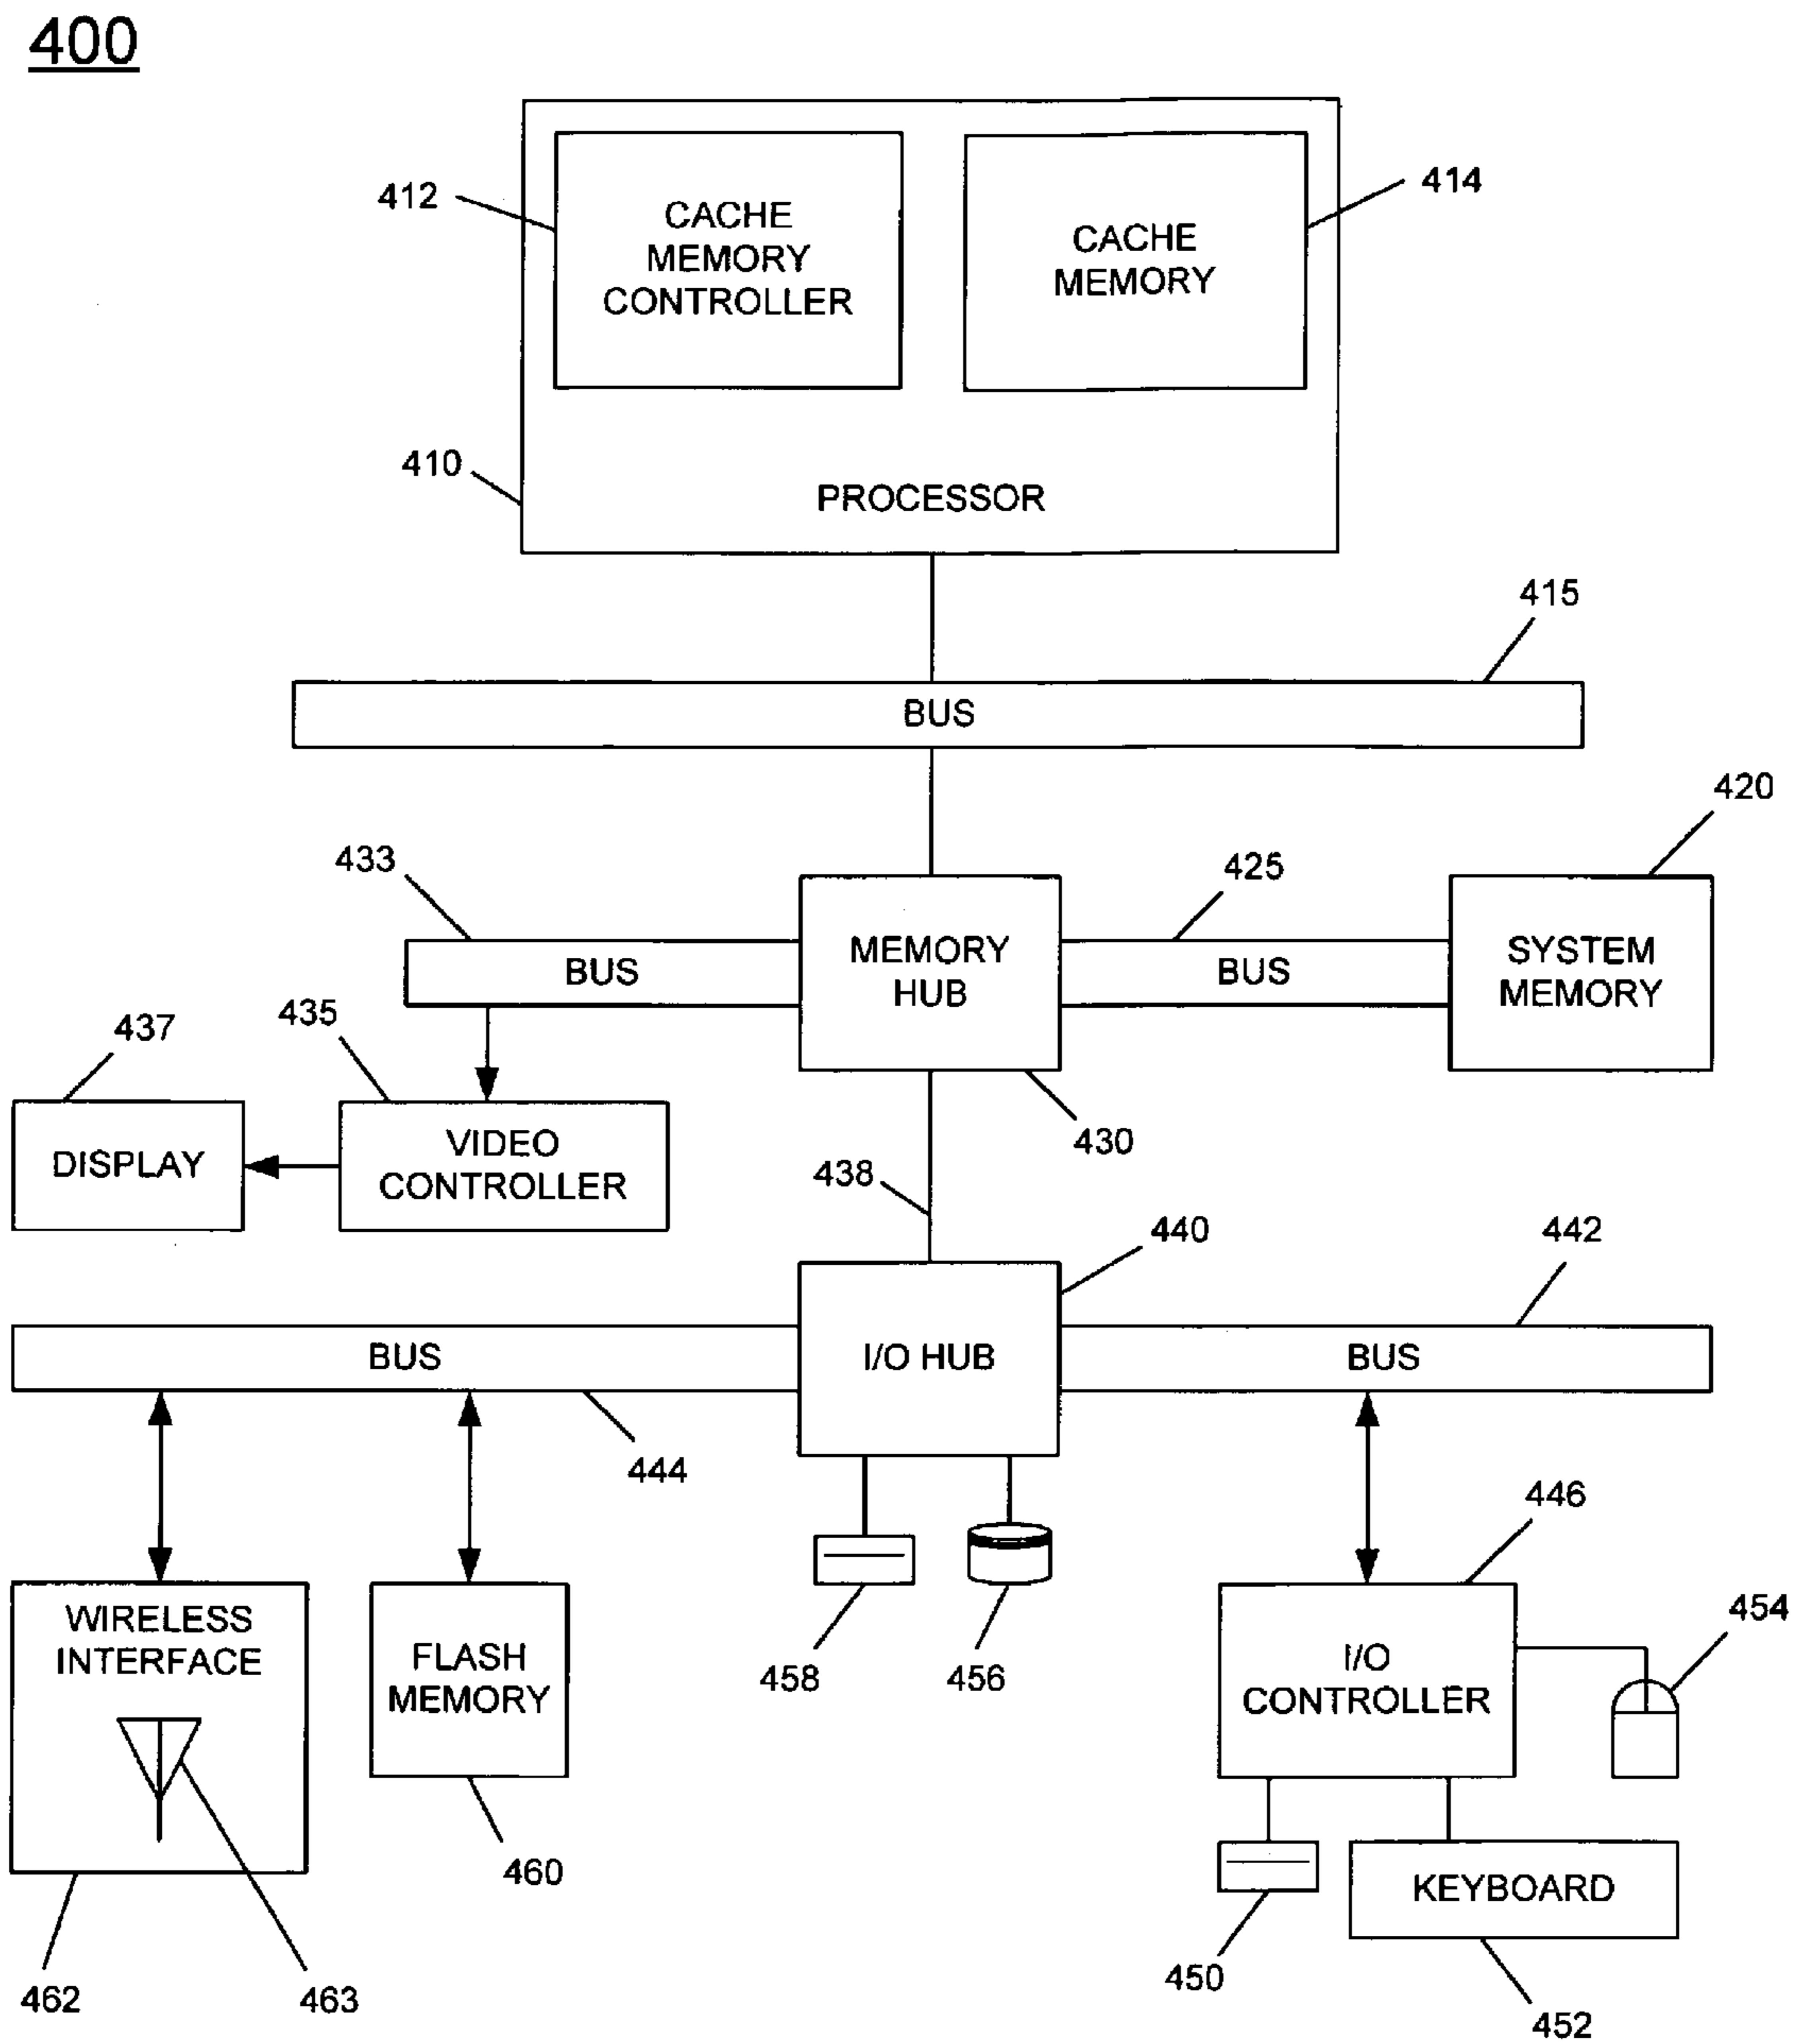 400
412
CACHE
MEMORY
CONTROLLER
CACHE
MEMORY
414
410
PROCESSOR
415
BUS
420
433
425
BUS
MEMORY
HUB
BUS
SYSTEM
MEMORY
437
435
430
DISPLAY
VIDEO
CONTROLLER
438
440
442
BUS
I/O HUB
BUS
444
446
WIRELESS
INTERFACE
FLASH
MEMORY
458
456
I/O
CONTROLLER
454
460
KEYBOARD
450
462
463
452